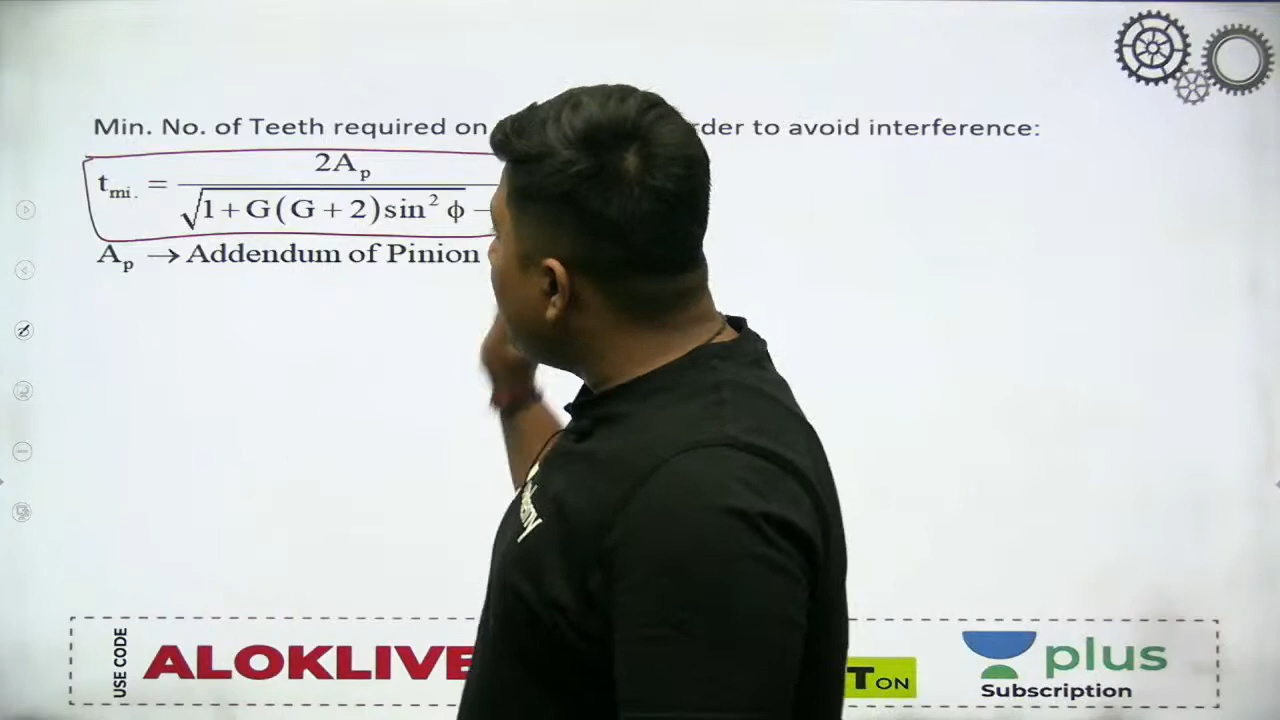 Min. No. of Teeth required on rder to avoid interference:
t_mi. = 2A_p / √(1+G(G+2)sin² ϕ) −
A_p → Addendum of Pinion
USE CODE
ALOKLIVE
T ON
plus
Subscription